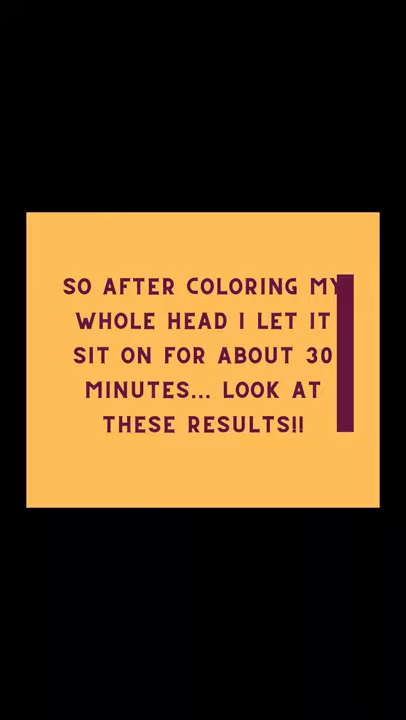 SO AFTER COLORING MY
WHOLE HEAD I LET IT
SIT ON FOR ABOUT 30
MINUTES... LOOK AT
THESE RESULTS!!